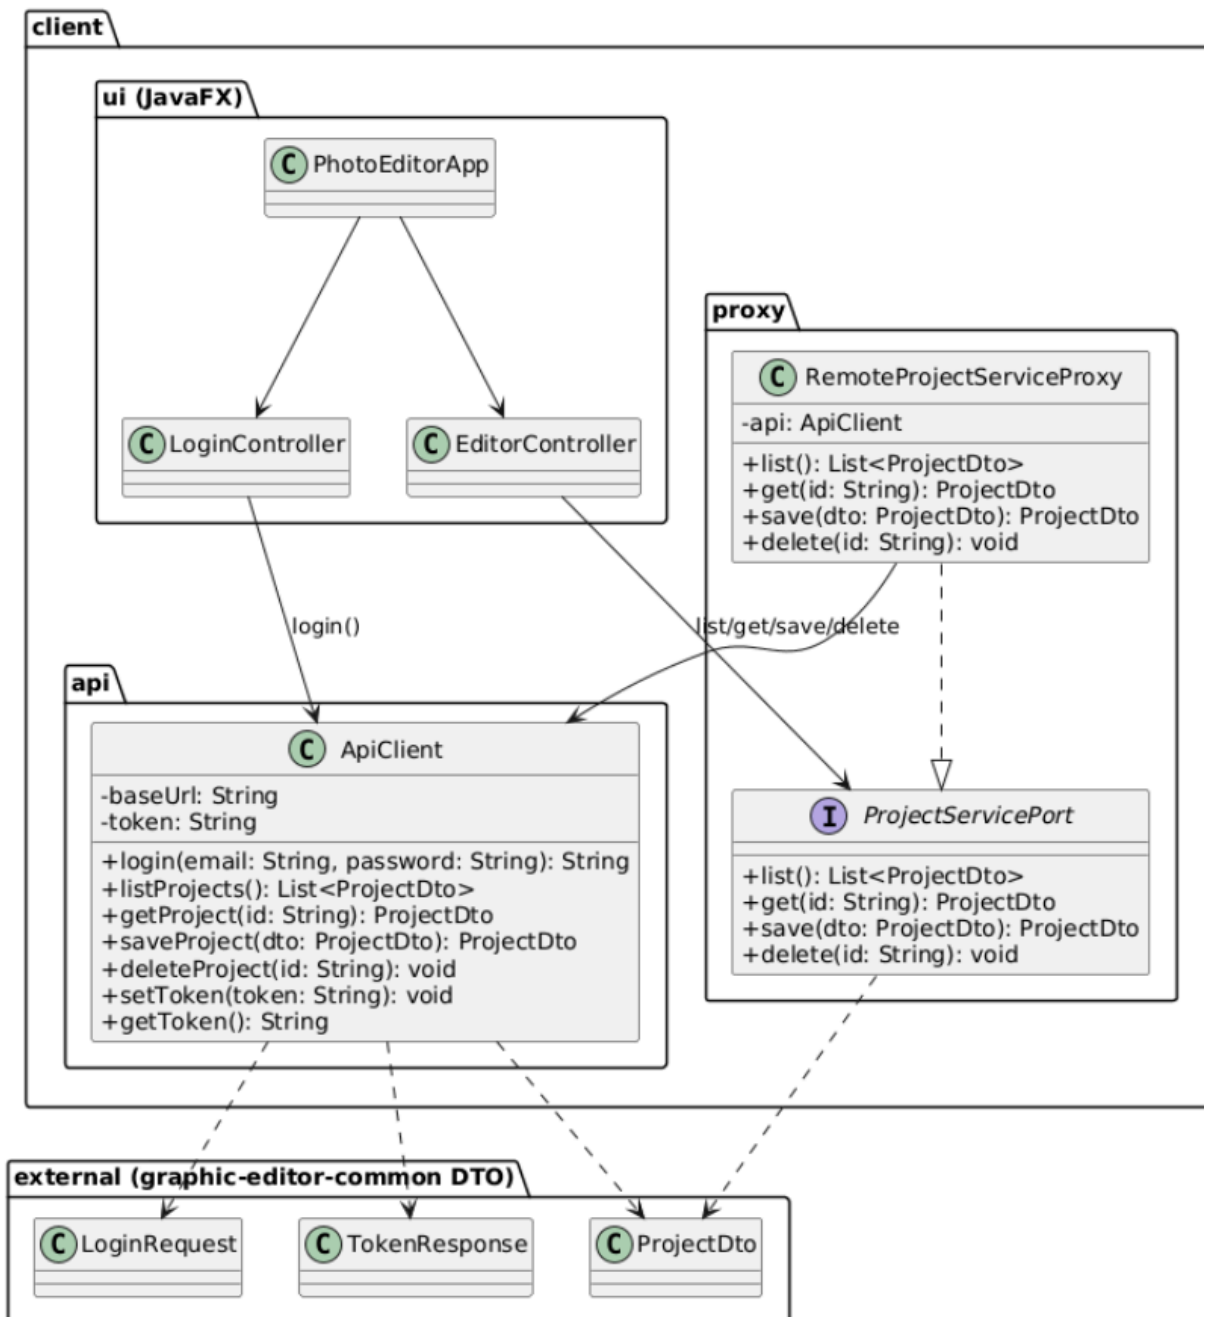 client
ui (JavaFX)
C PhotoEditorApp
C LoginController
C EditorController
proxy
C RemoteProjectServiceProxy
-api: ApiClient
+list(): List<ProjectDto>
+get(id: String): ProjectDto
+save(dto: ProjectDto): ProjectDto
+delete(id: String): void
login()
list/get/save/delete
api
C ApiClient
-baseUrl: String
-token: String
+login(email: String, password: String): String
+listProjects(): List<ProjectDto>
+getProject(id: String): ProjectDto
+saveProject(dto: ProjectDto): ProjectDto
+deleteProject(id: String): void
+setToken(token: String): void
+getToken(): String
I ProjectServicePort
+list(): List<ProjectDto>
+get(id: String): ProjectDto
+save(dto: ProjectDto): ProjectDto
+delete(id: String): void
external (graphic-editor-common DTO)
C LoginRequest
C TokenResponse
C ProjectDto